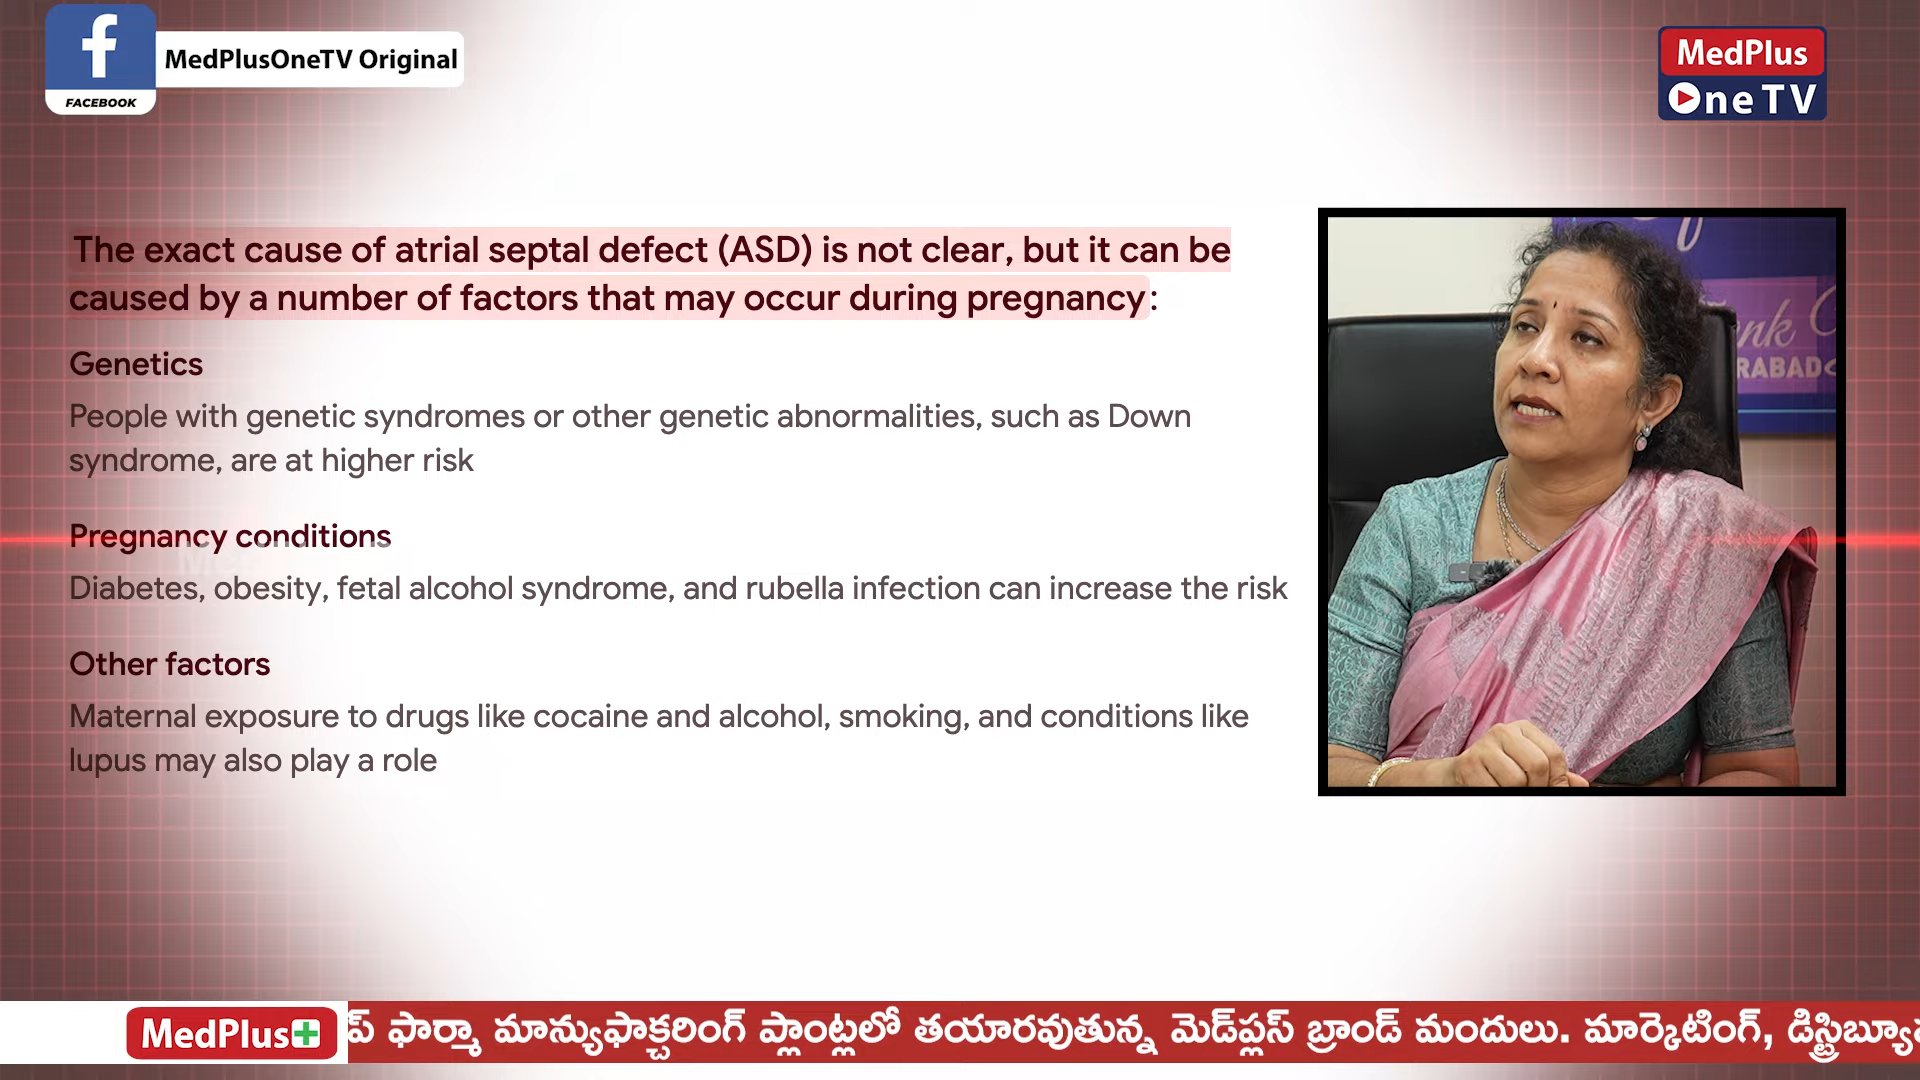 FACEBOOK
MedPlusOneTV Original
MedPlus
One TV
The exact cause of atrial septal defect (ASD) is not clear, but it can be
caused by a number of factors that may occur during pregnancy:
Genetics
People with genetic syndromes or other genetic abnormalities, such as Down
syndrome, are at higher risk
Pregnancy conditions
Diabetes, obesity, fetal alcohol syndrome, and rubella infection can increase the risk
Other factors
Maternal exposure to drugs like cocaine and alcohol, smoking, and conditions like
lupus may also play a role
MedPlus
ఫార్మా మాన్యుఫాక్చరింగ్ ప్లాంట్లలో తయారవుతున్న మెడ్‌ప్లస్ బ్రాండ్ మందులు. మార్కెటింగ్,